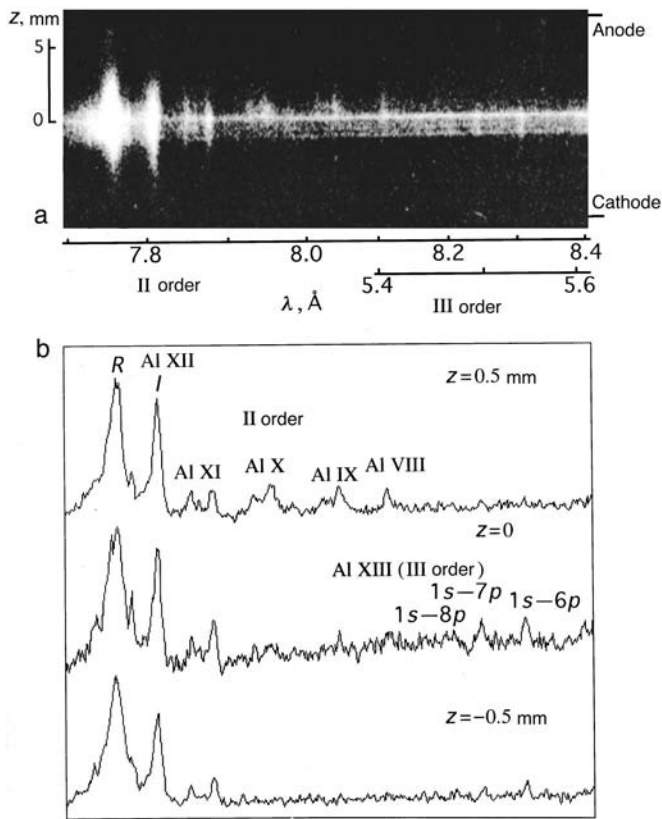 z, mm
Anode
5
0
Cathode
a
7.8 8.0 8.2 8.4
II order 5.4 III order 5.6
λ, Å
b
R Al XII z=0.5 mm
I
II order
Al XI Al X Al IX Al VIII
z=0
Al XIII (III order)
1s–8p 1s–7p 1s–6p
z=–0.5 mm